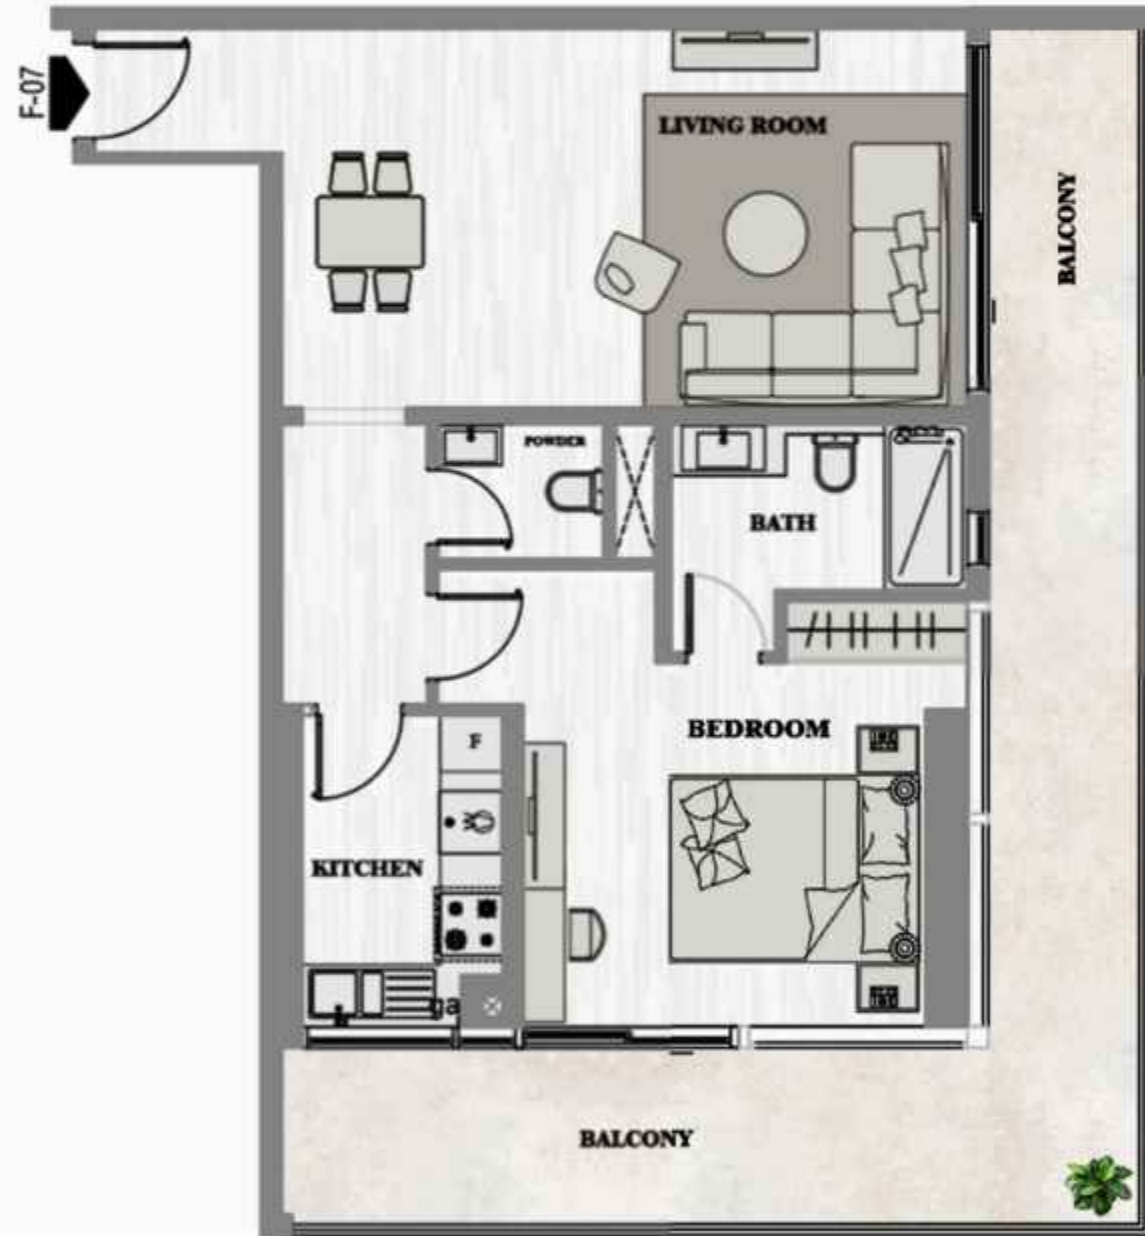 F-07
LIVING ROOM
BALCONY
POWDER
BATH
BEDROOM
F
KITCHEN
BALCONY